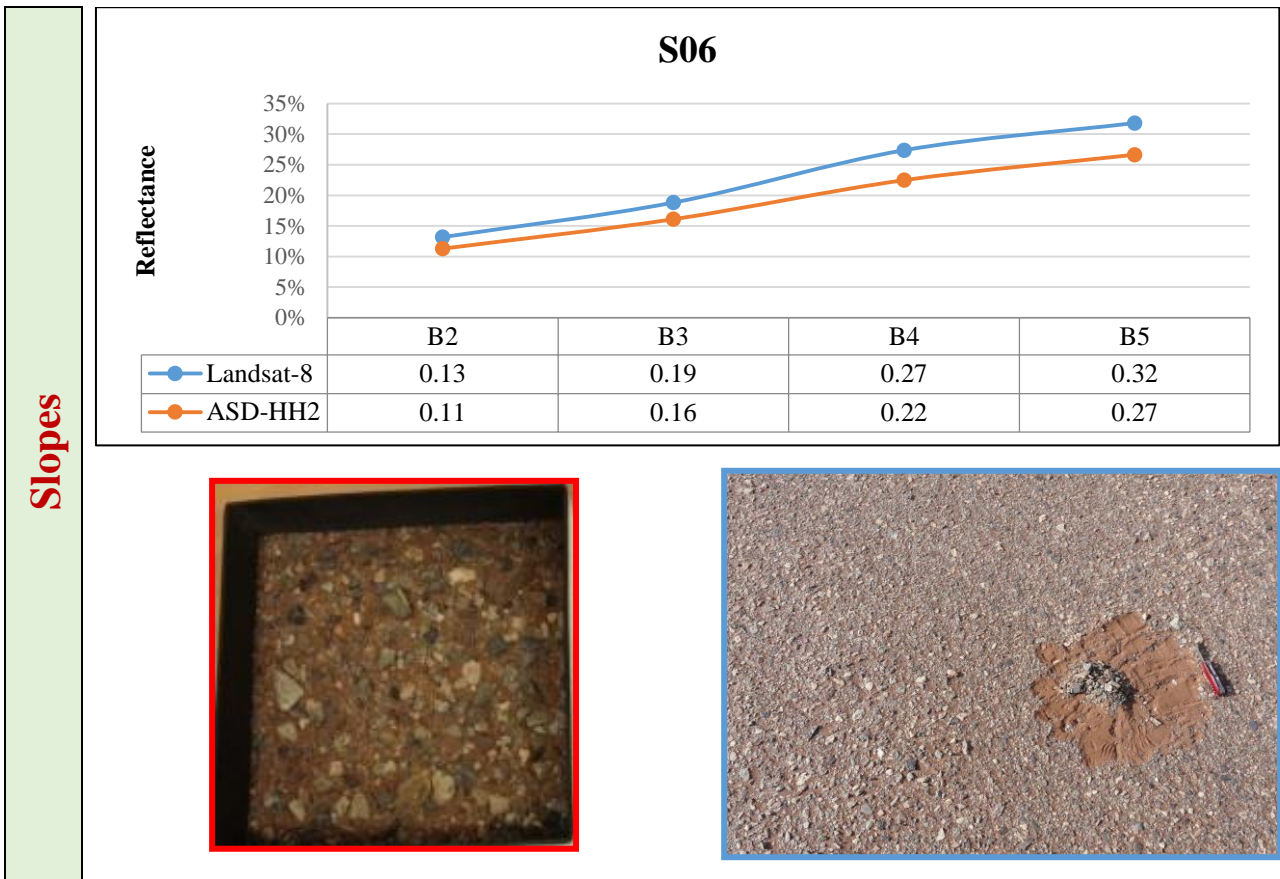 Slopes
S06
Reflectance
35%
30%
25%
20%
15%
10%
5%
0%
B2 B3 B4 B5
Landsat-8 0.13 0.19 0.27 0.32
ASD-HH2 0.11 0.16 0.22 0.27